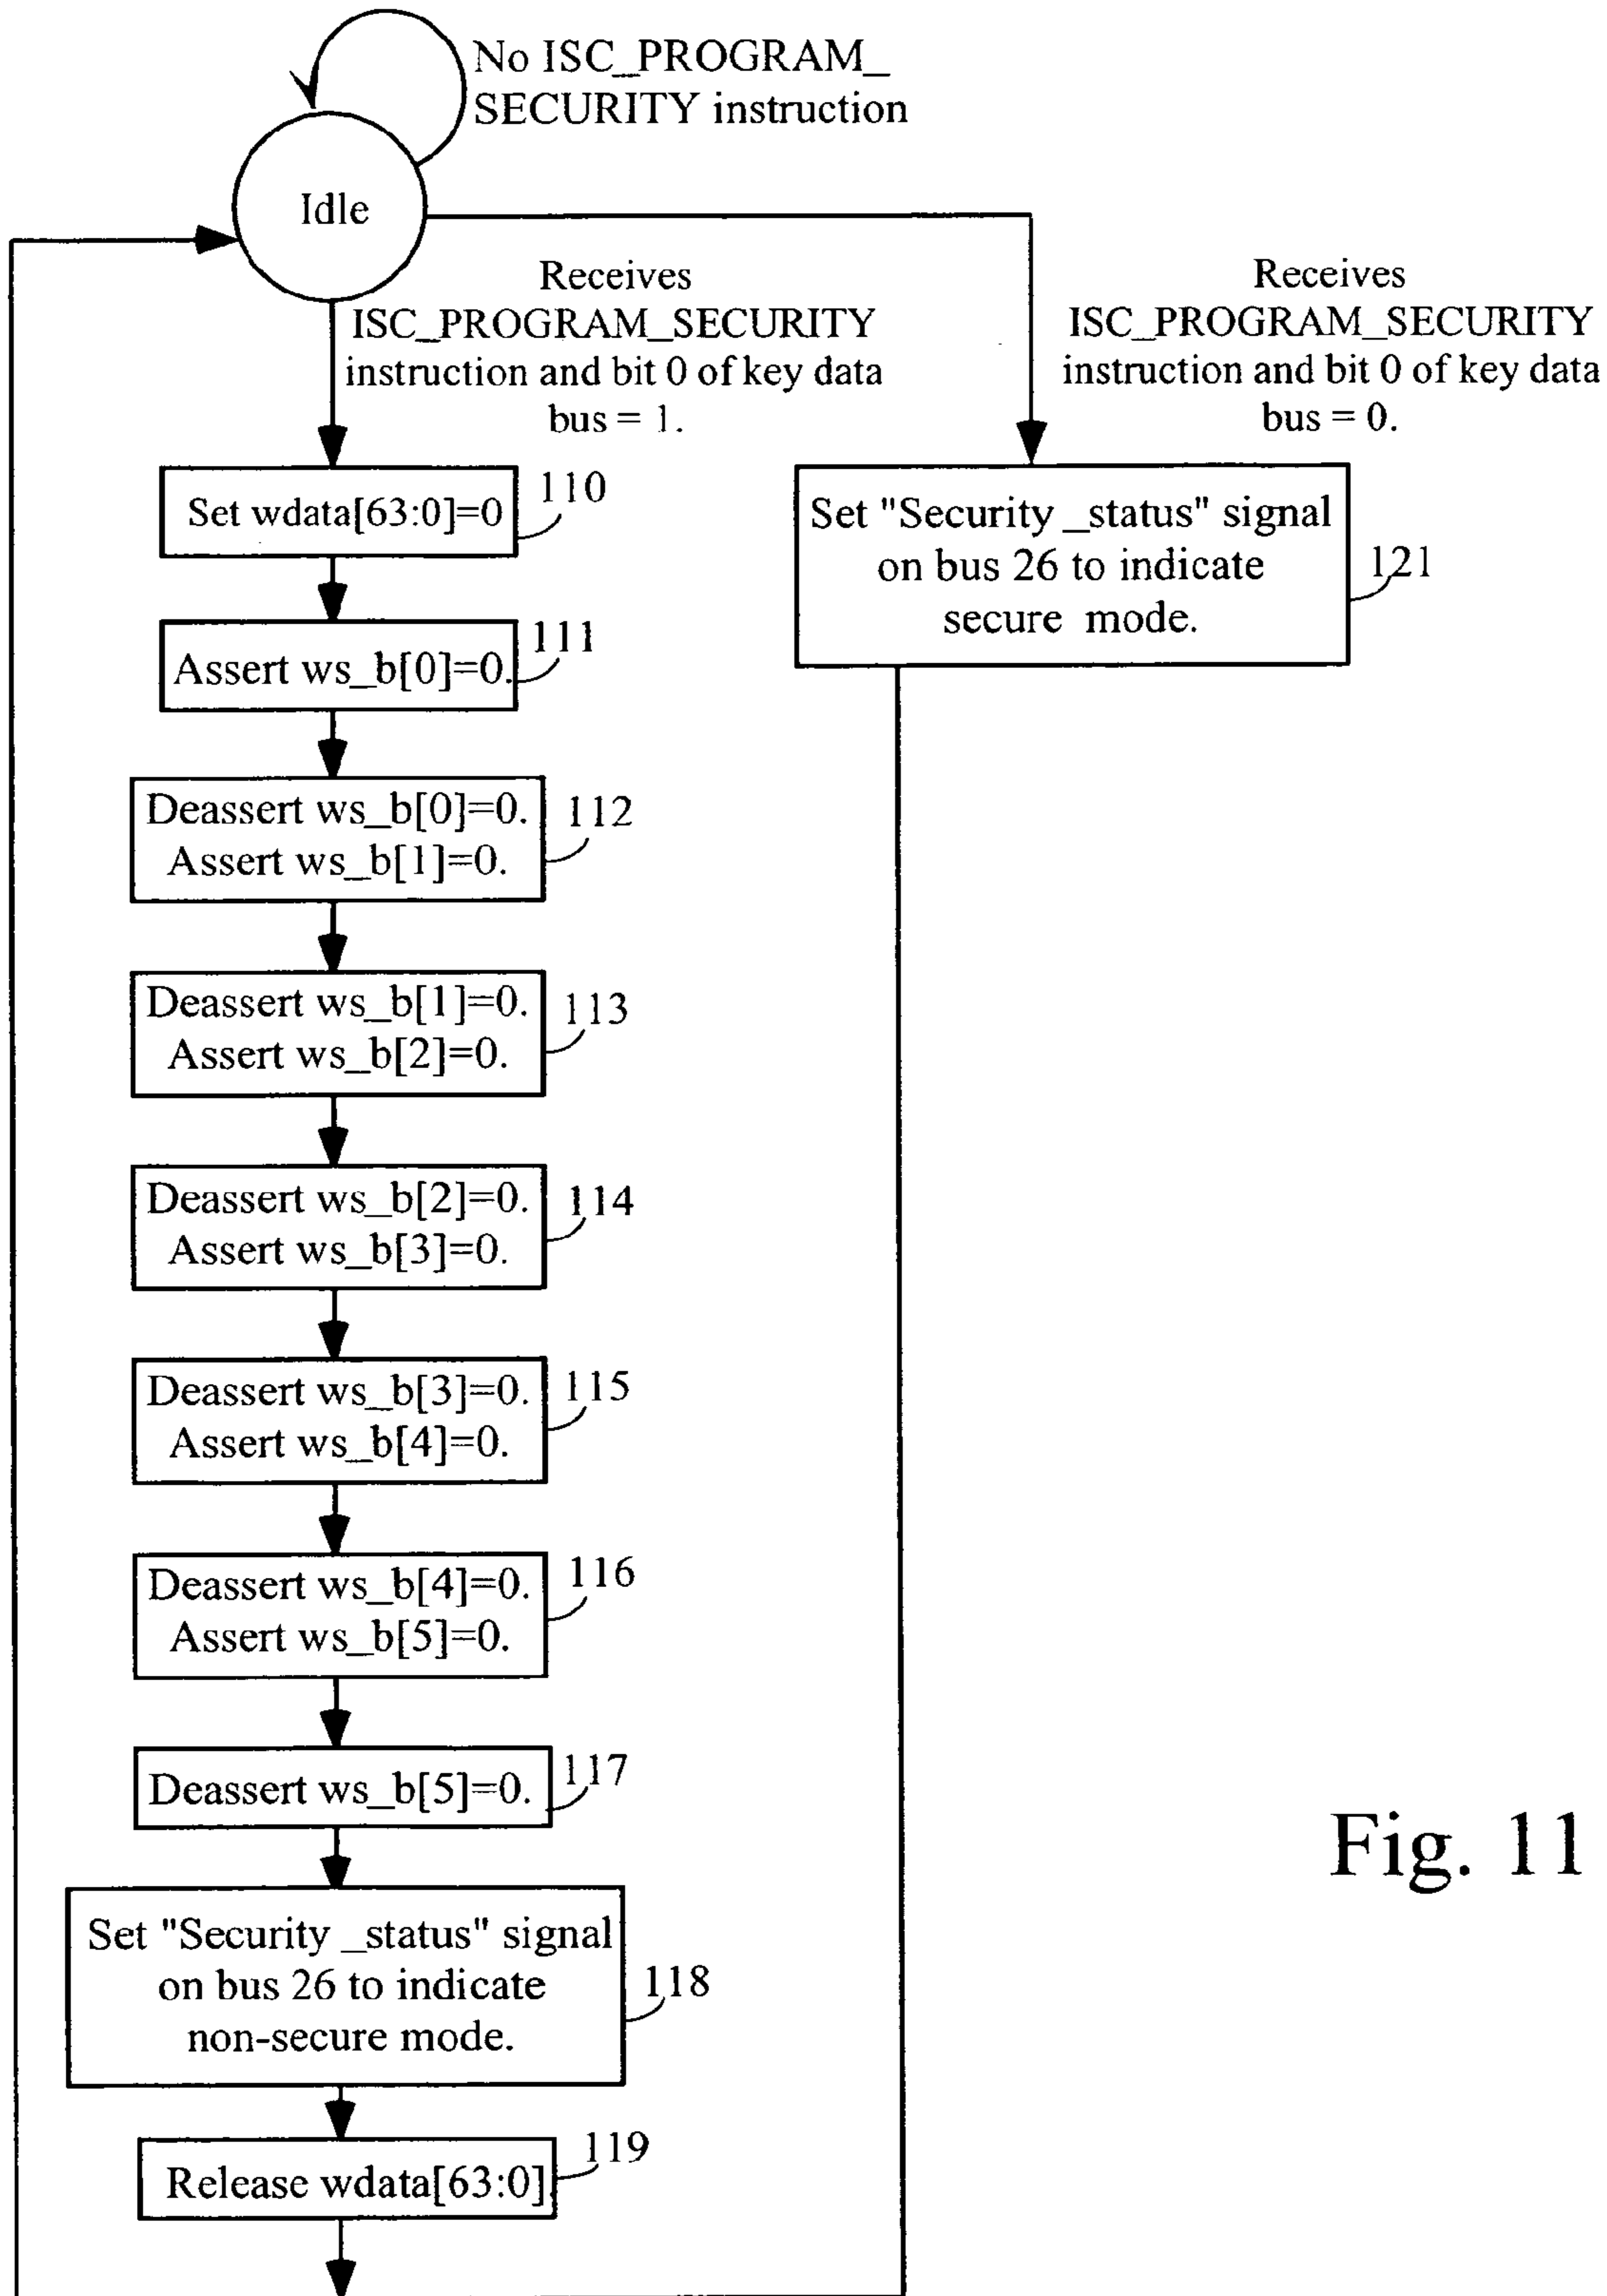 No ISC_PROGRAM_
SECURITY instruction
Idle
Receives
ISC_PROGRAM_SECURITY
instruction and bit 0 of key data
bus = 1.
Receives
ISC_PROGRAM_SECURITY
instruction and bit 0 of key data
bus = 0.
Set wdata[63:0]=0
110
Set "Security _status" signal
on bus 26 to indicate
secure mode.
121
Assert ws_b[0]=0.
111
Deassert ws_b[0]=0.
Assert ws_b[1]=0.
112
Deassert ws_b[1]=0.
Assert ws_b[2]=0.
113
Deassert ws_b[2]=0.
Assert ws_b[3]=0.
114
Deassert ws_b[3]=0.
Assert ws_b[4]=0.
115
Deassert ws_b[4]=0.
Assert ws_b[5]=0.
116
Deassert ws_b[5]=0.
117
Set "Security _status" signal
on bus 26 to indicate
non-secure mode.
118
Release wdata[63:0]
119
Fig. 11